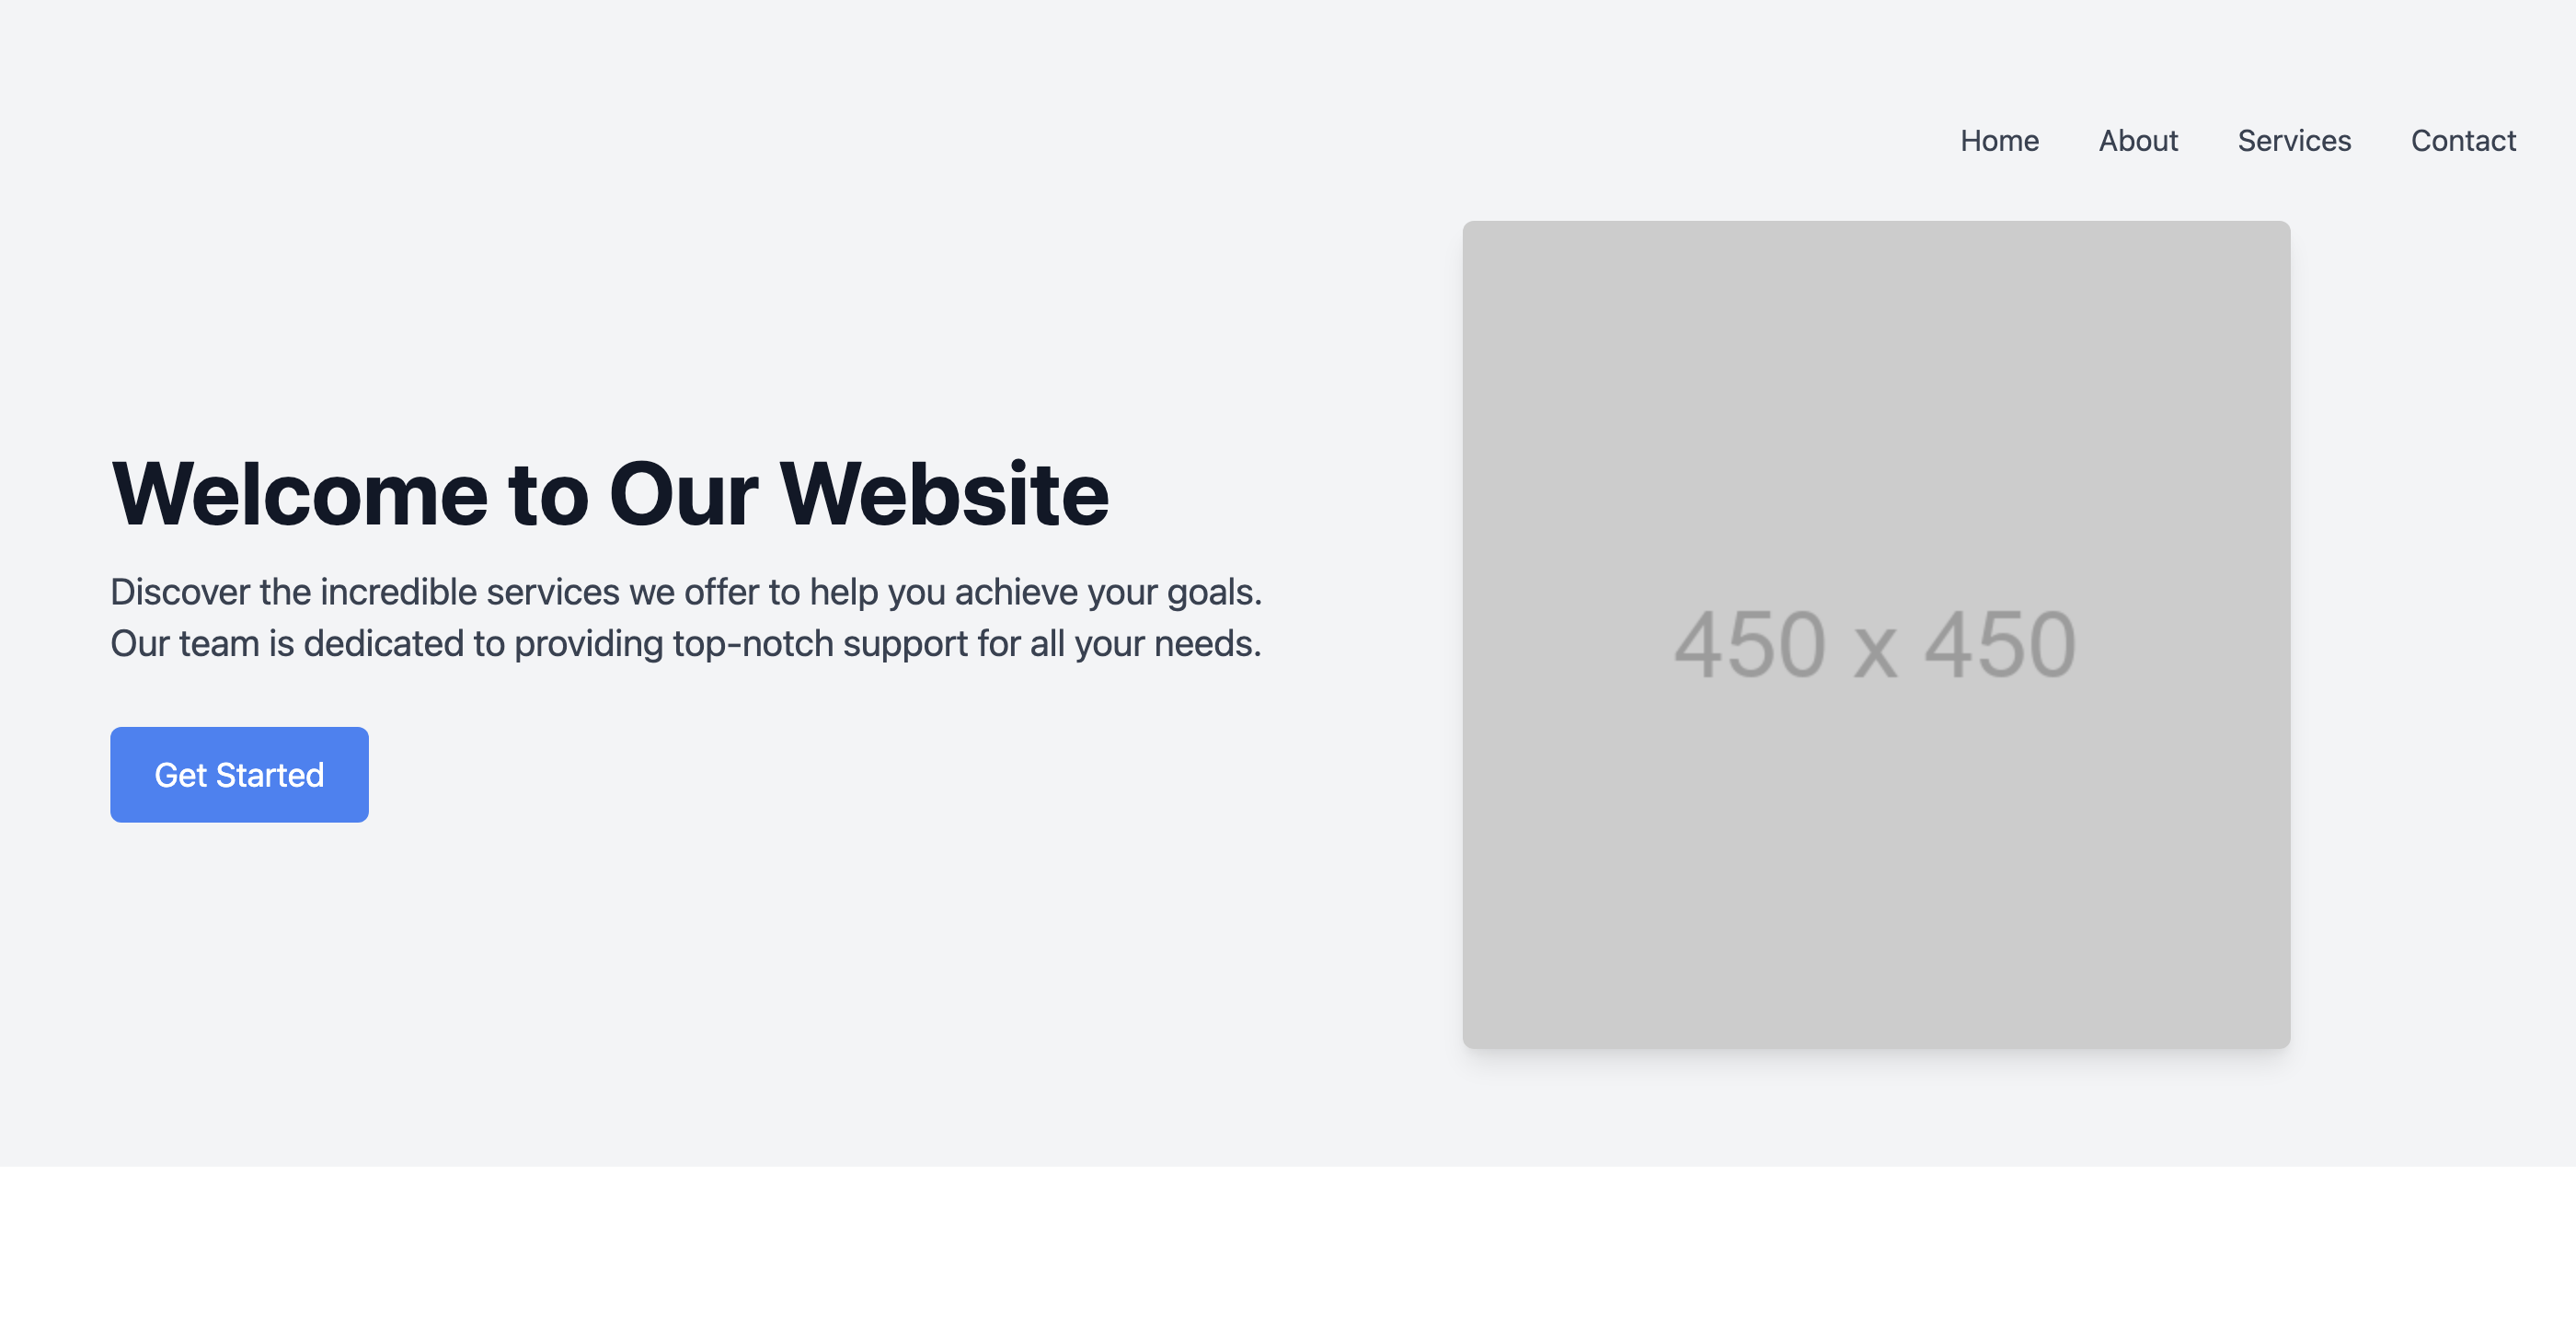 Home About Services Contact
Welcome to Our Website
Discover the incredible services we offer to help you achieve your goals.
Our team is dedicated to providing top-notch support for all your needs.
Get Started
450 x 450